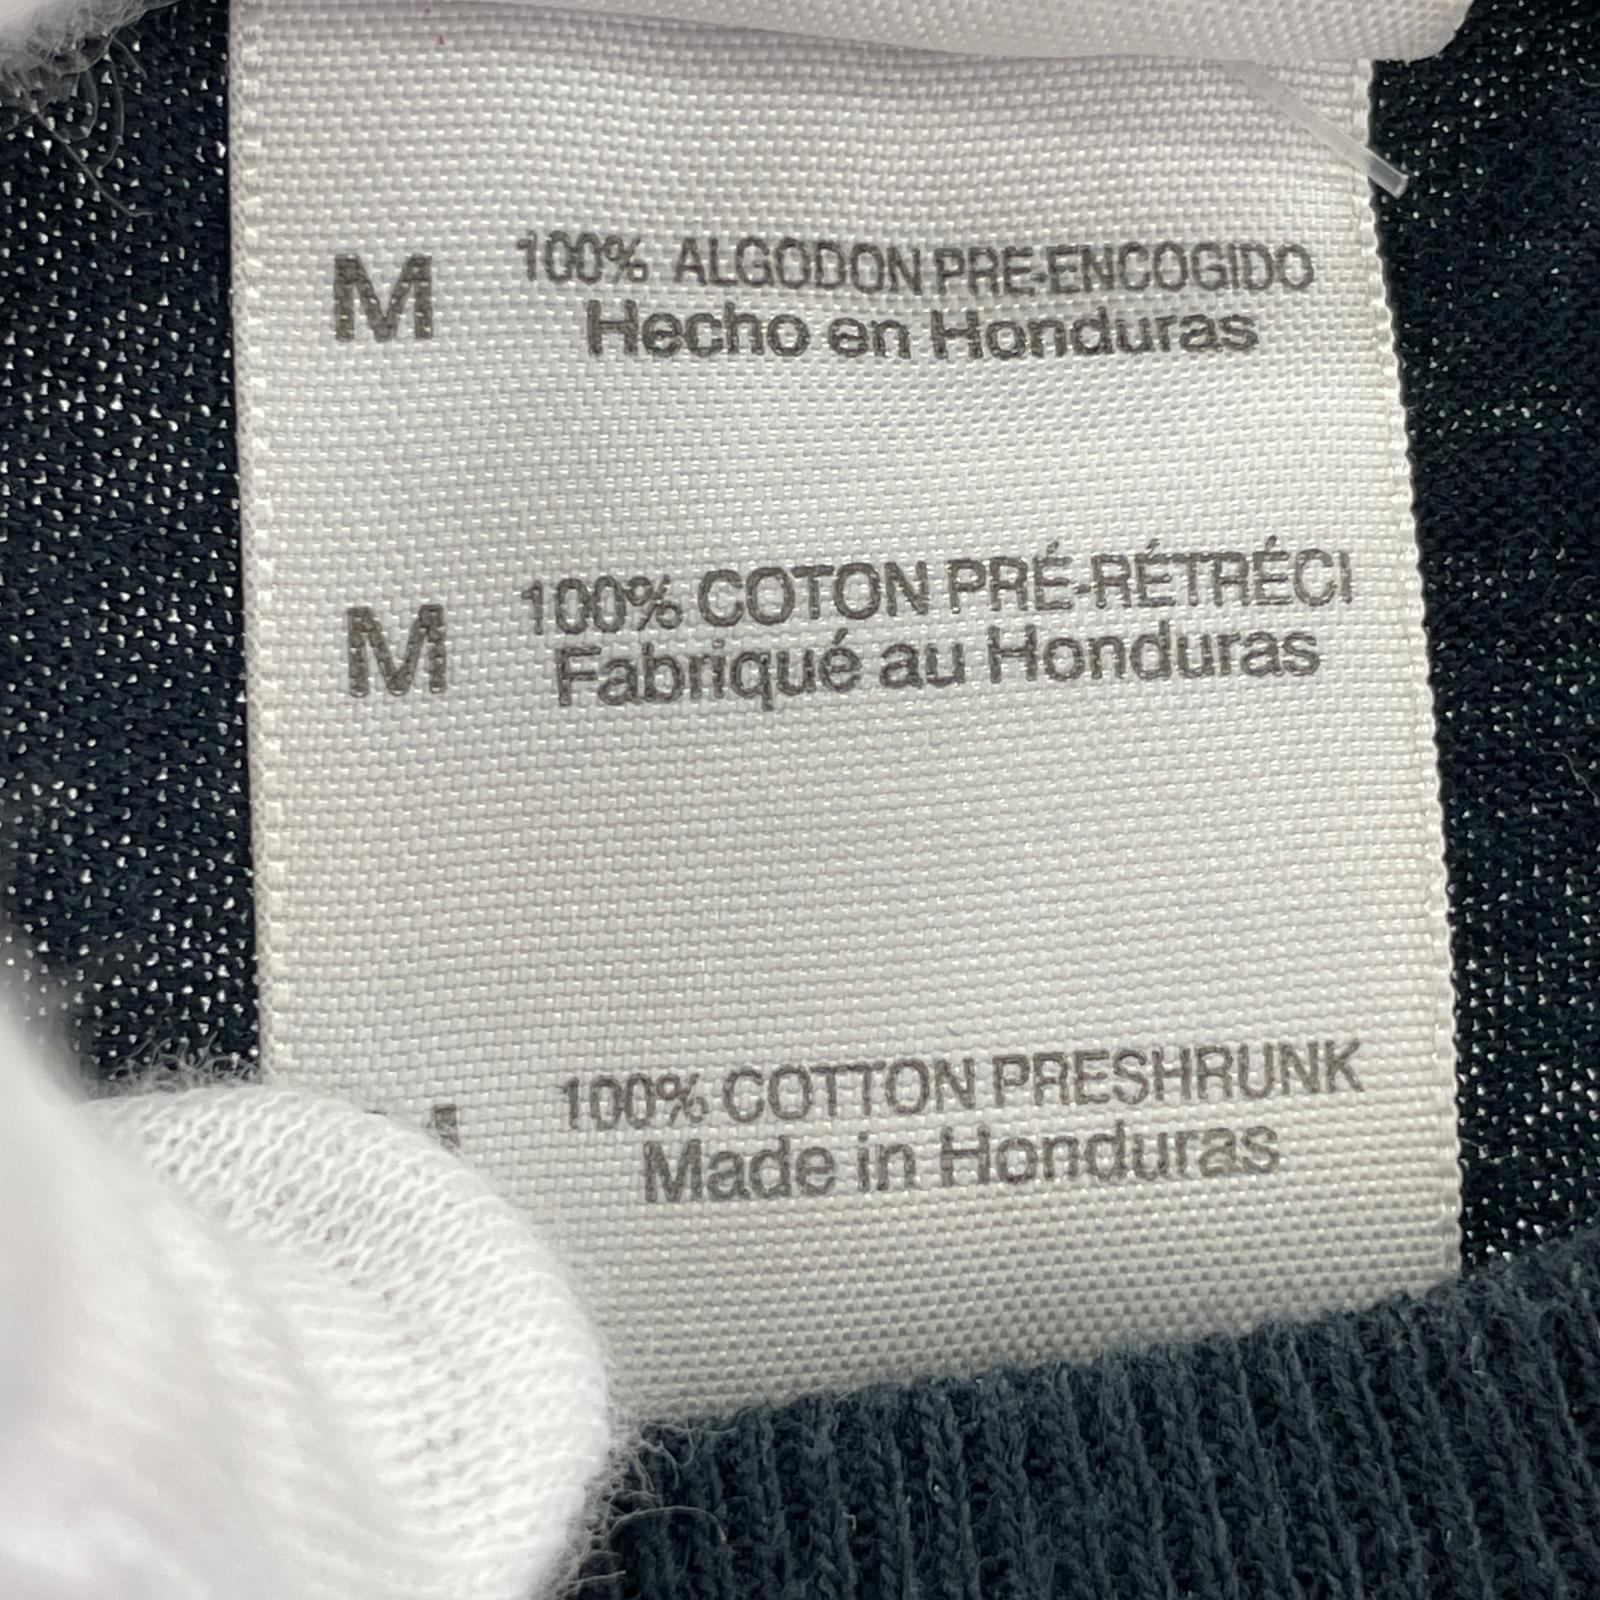 M 100% ALGODON PRE-ENCOGIDO
Hecho en Honduras
M 100% COTON PRÉ-RÉTRÉCI
Fabriqué au Honduras
100% COTTON PRESHRUNK
Made in Honduras